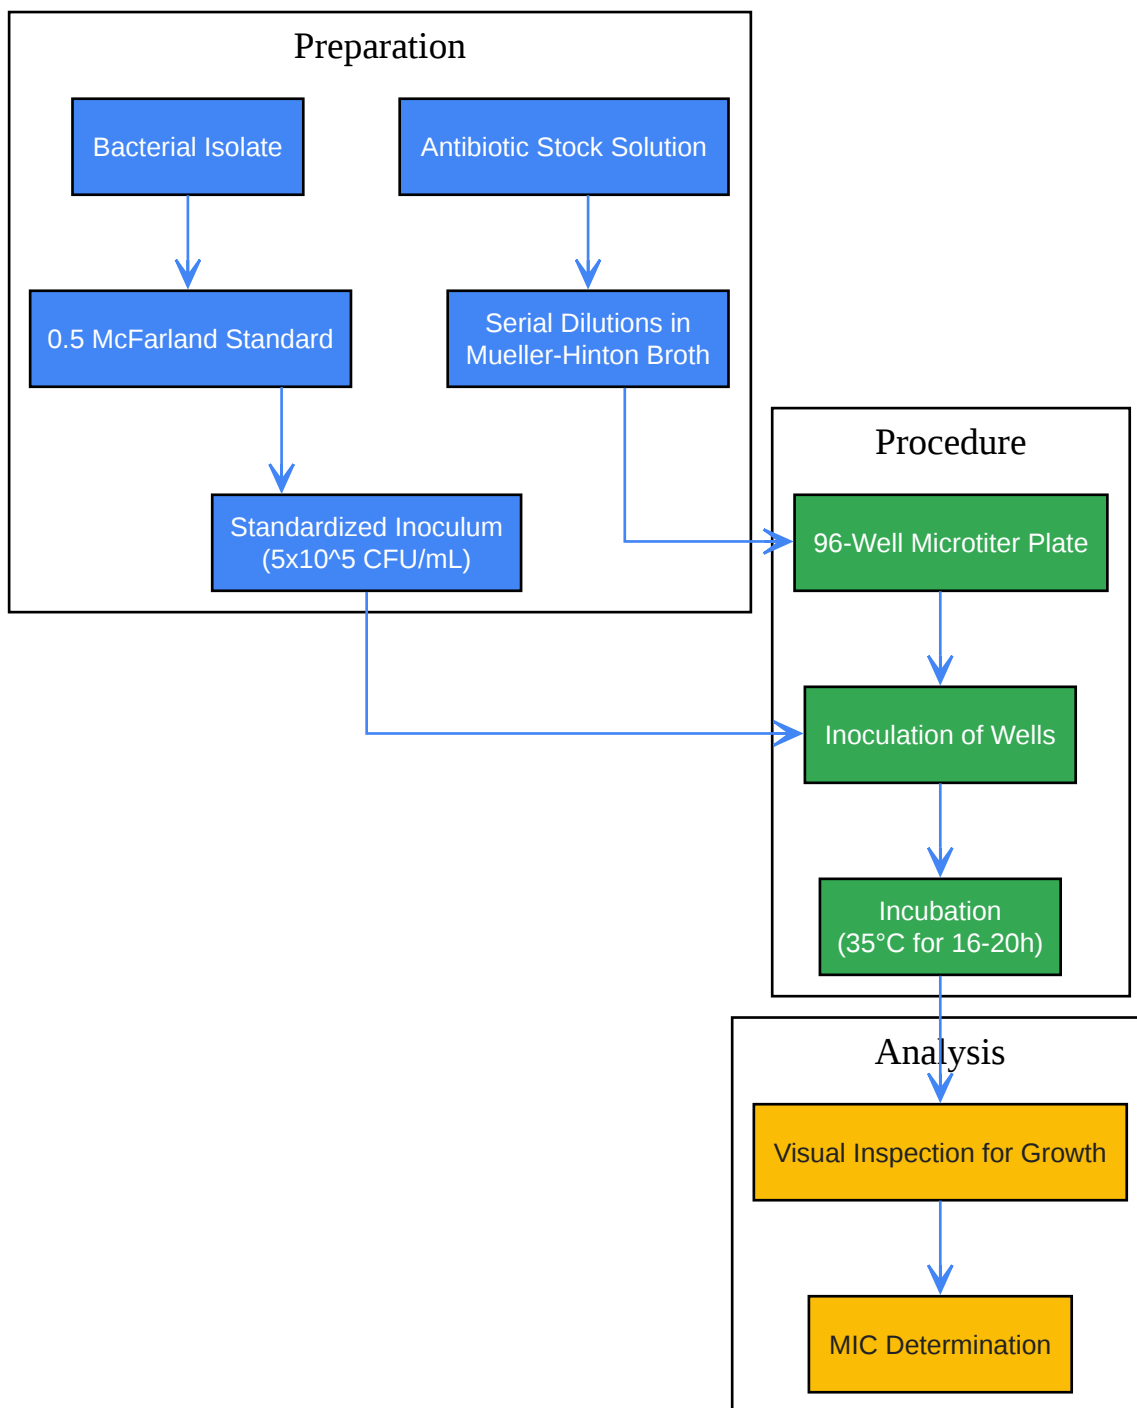 Preparation
Bacterial Isolate
Antibiotic Stock Solution
0.5 McFarland Standard
Serial Dilutions in
Mueller-Hinton Broth
Standardized Inoculum
(5x10^5 CFU/mL)
Procedure
96-Well Microtiter Plate
Inoculation of Wells
Incubation
(35°C for 16-20h)
Analysis
Visual Inspection for Growth
MIC Determination